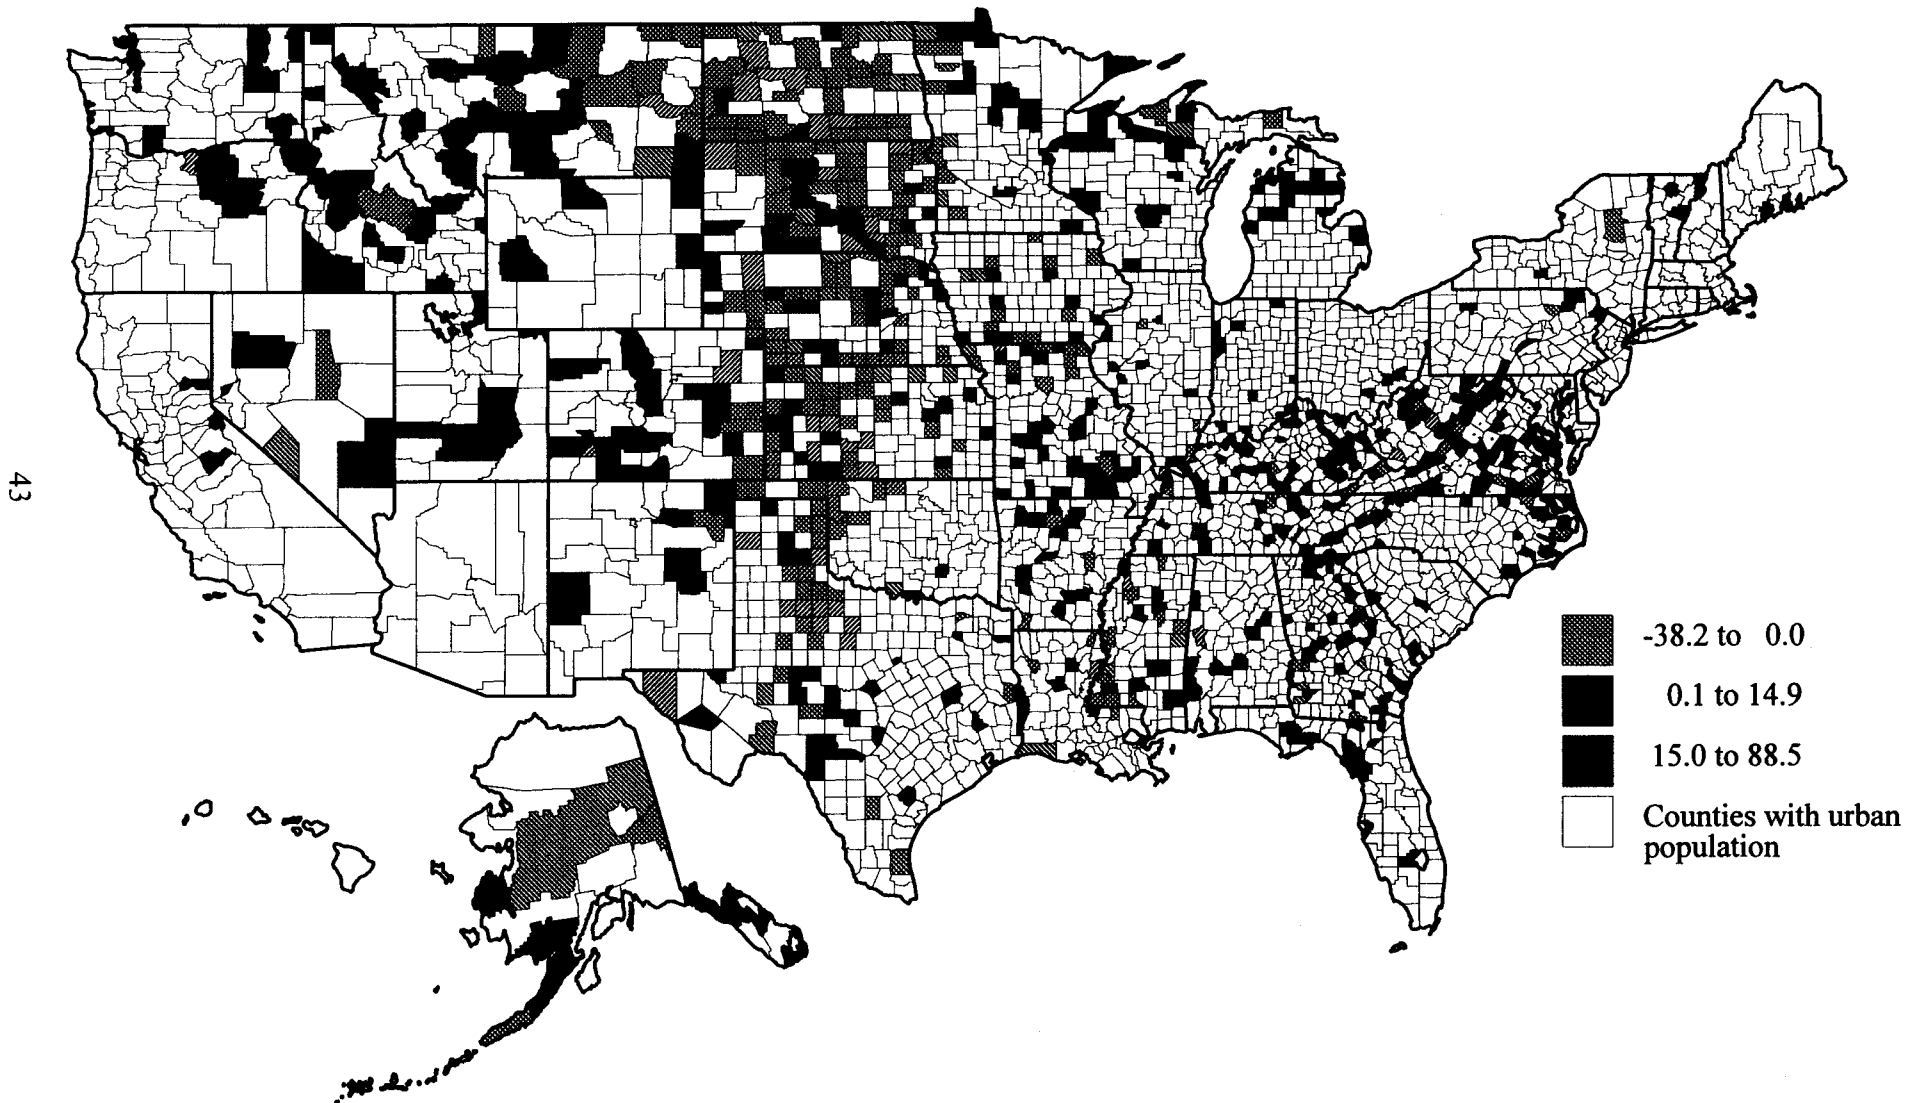 43
-38.2 to 0.0
0.1 to 14.9
15.0 to 88.5
Counties with urban
population